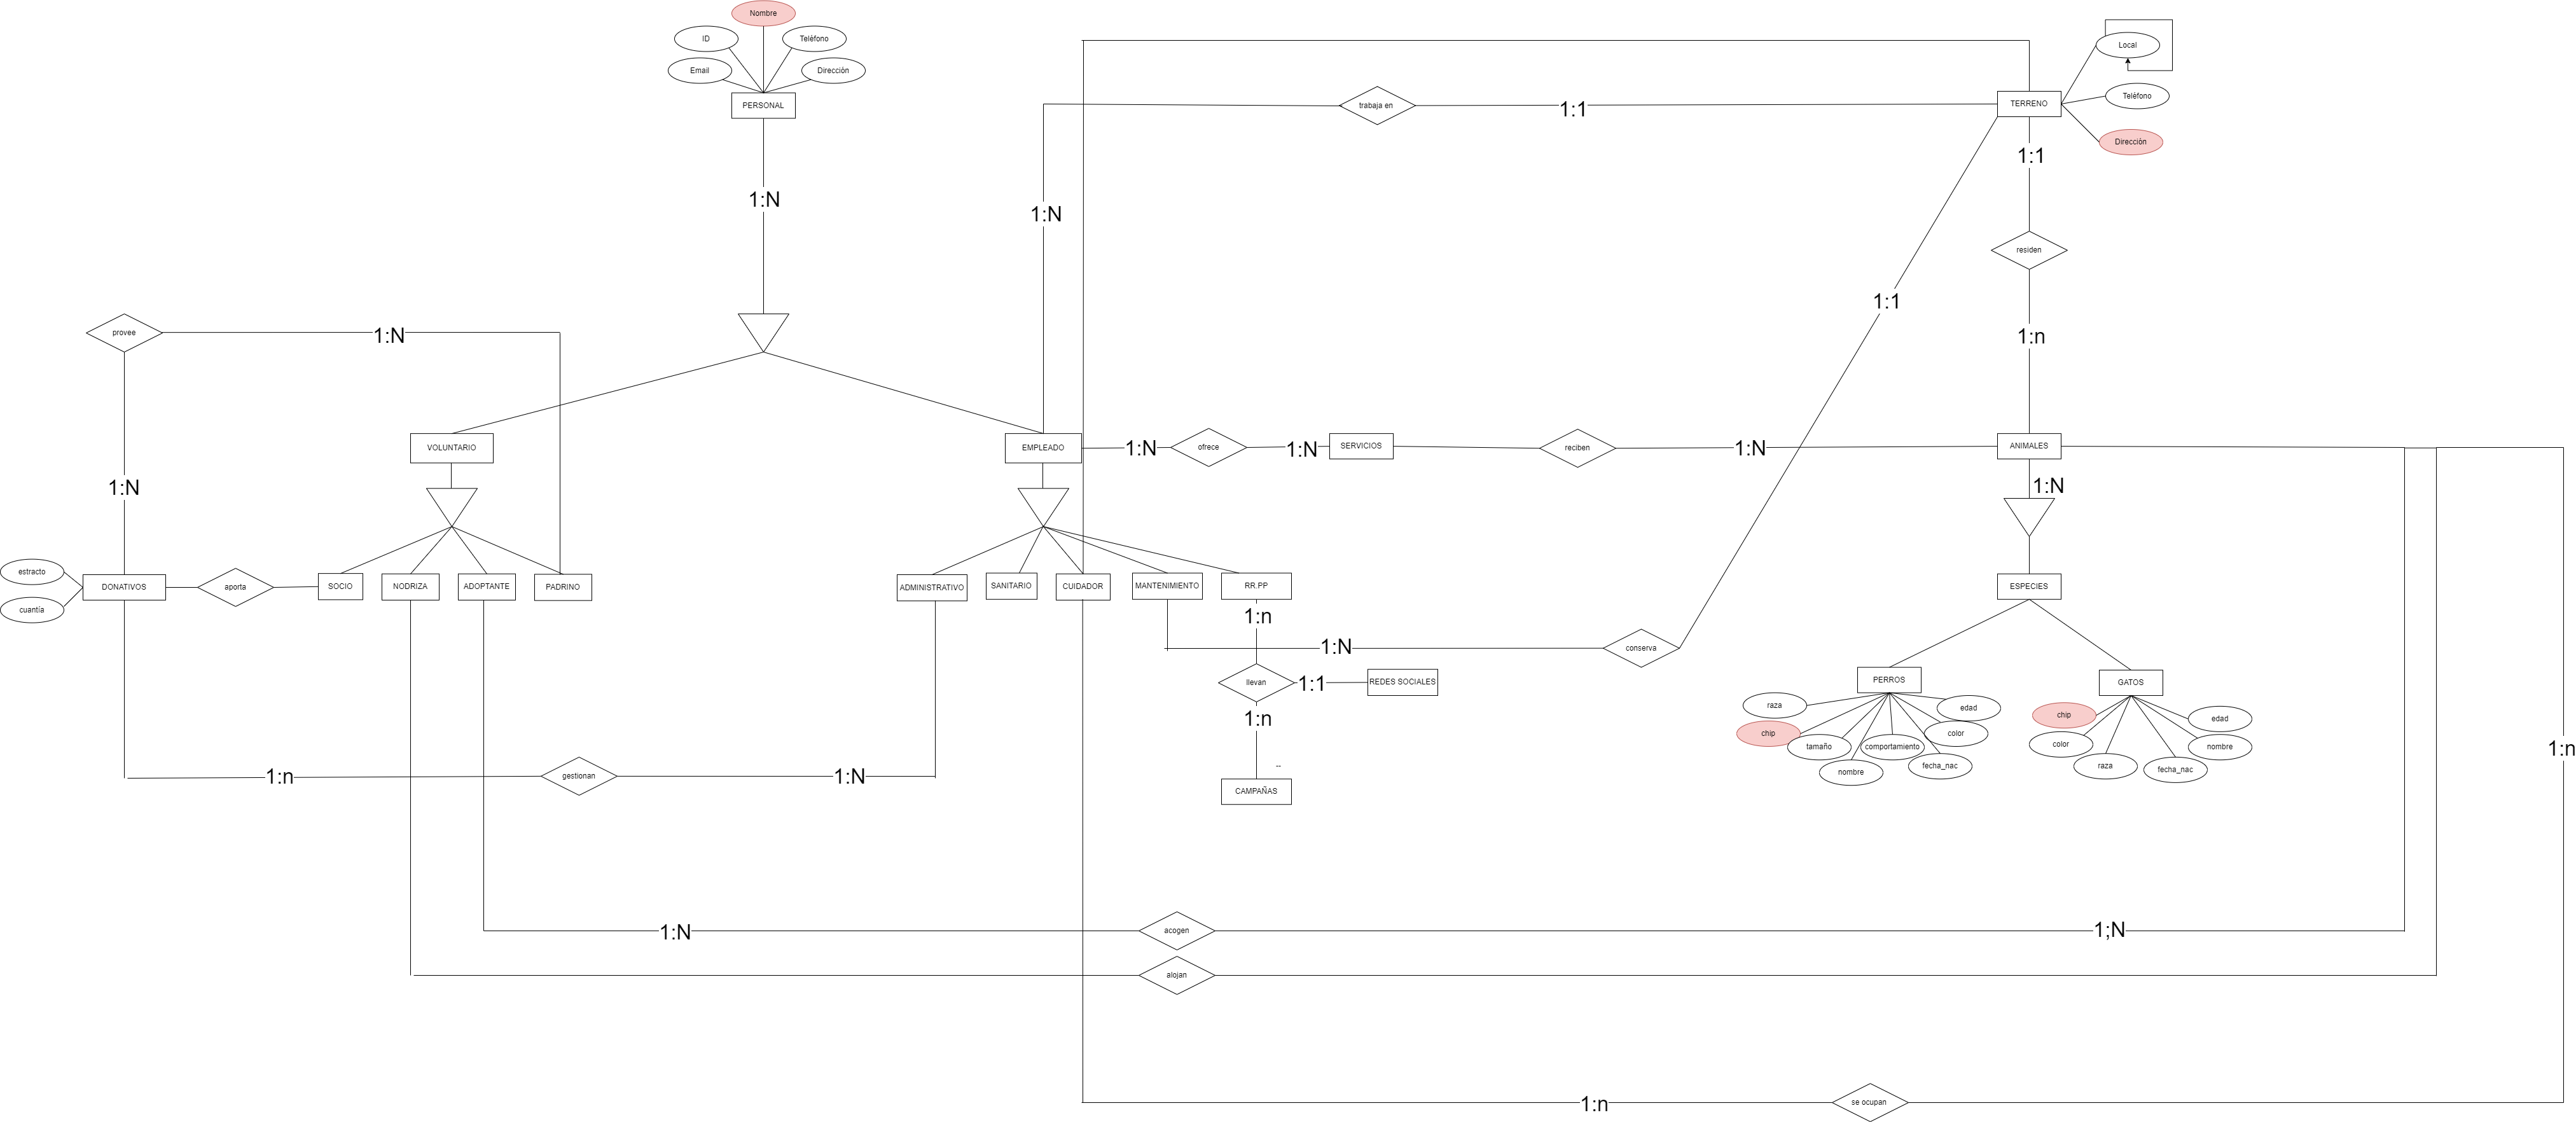 Nombre
ID
Teléfono
Email
Dirección
PERSONAL
Local
Teléfono
Dirección
TERRENO
trabaja en
1:1
1:1
1:N
1:N
residen
1:1
provee
1:N
1:n
VOLUNTARIO
EMPLEADO
1:N
ofrece
1:N
SERVICIOS
reciben
1:N
ANIMALES
1:N
1:N
estracto
cuantía
DONATIVOS
aporta
SOCIO
NODRIZA
ADOPTANTE
PADRINO
ADMINISTRATIVO
SANITARIO
CUIDADOR
MANTENIMIENTO
RR.PP
ESPECIES
1:n
1:N
conserva
llevan
1:1
REDES SOCIALES
1:n
PERROS
GATOS
raza
chip
tamaño
nombre
comportamiento
fecha_nac
color
edad
chip
color
raza
fecha_nac
nombre
edad
--
CAMPAÑAS
1:n
gestionan
1:N
1:n
1:N
acogen
1;N
alojan
1:n
se ocupan